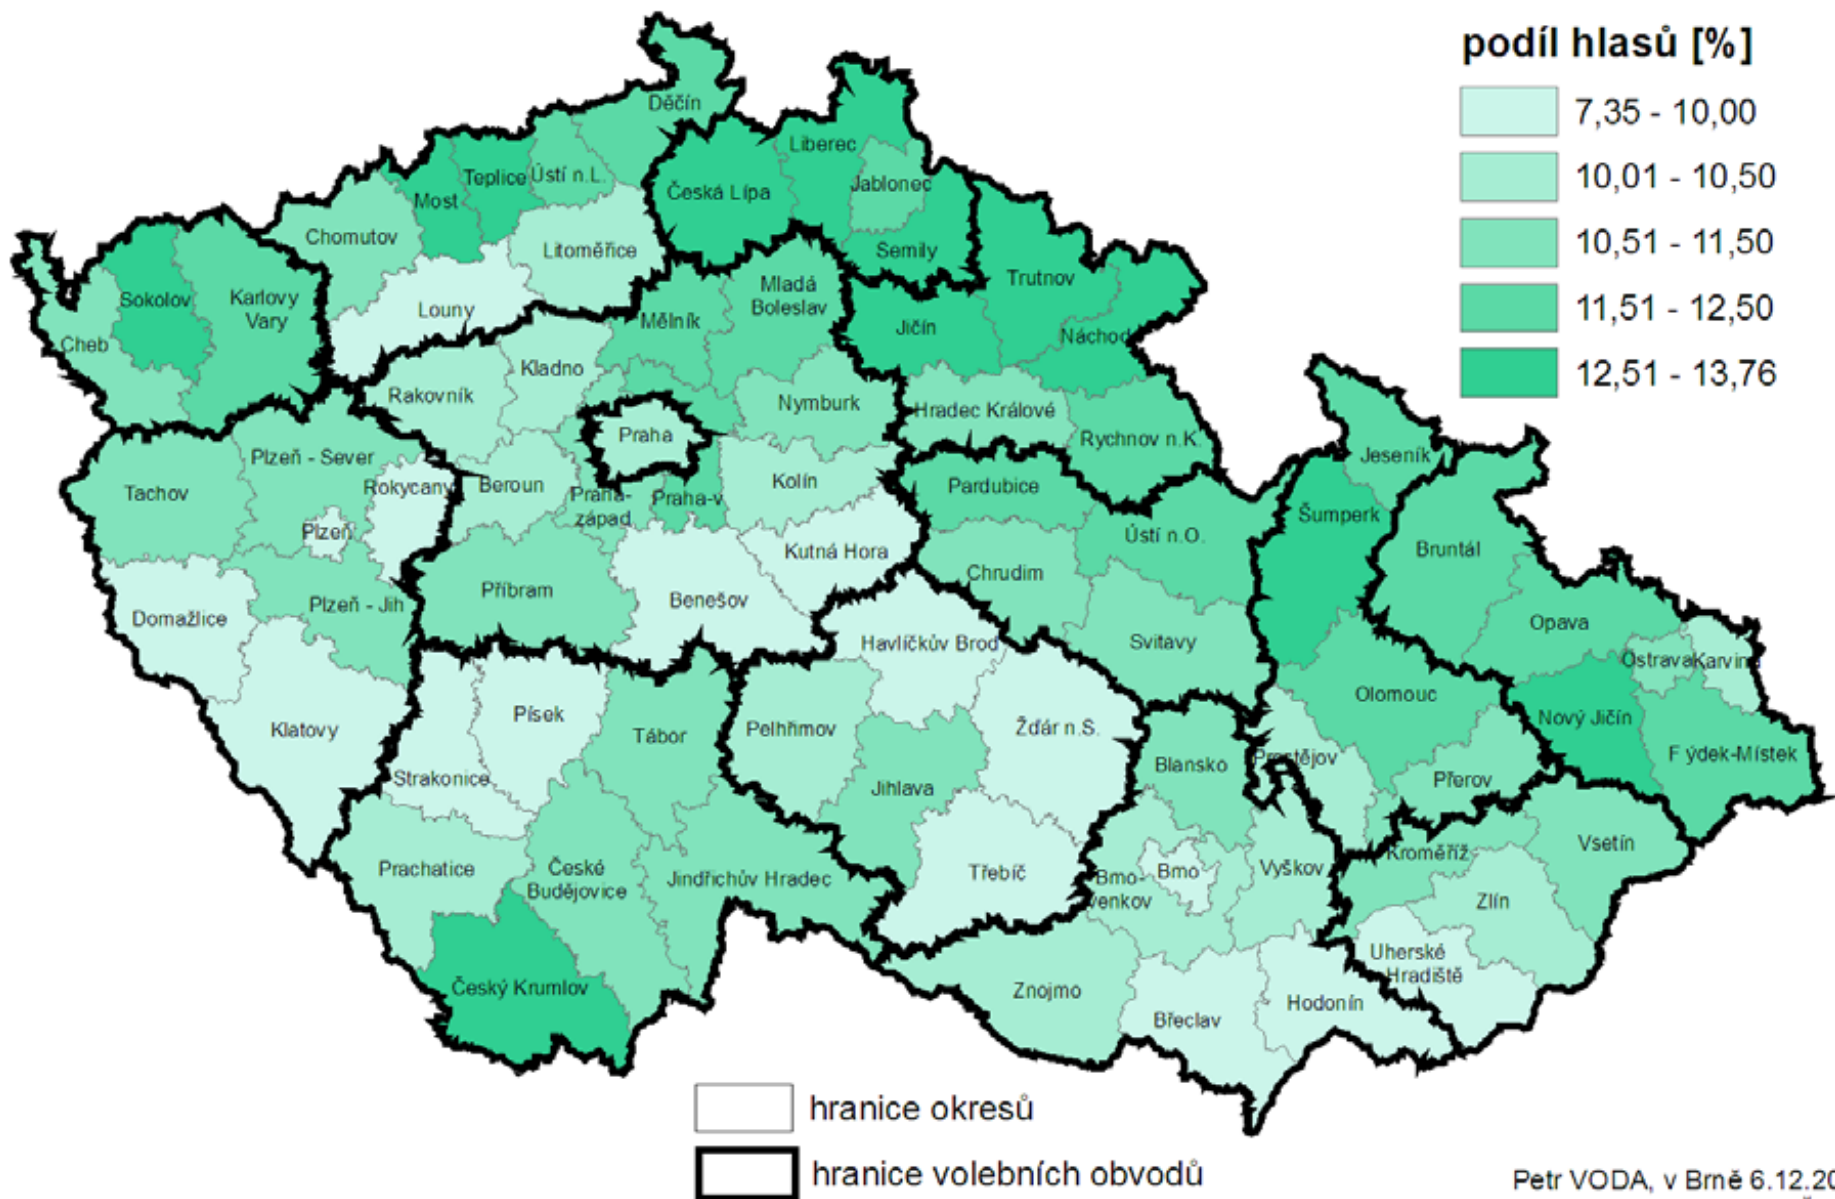 podíl hlasů [%]
7,35 - 10,00
10,01 - 10,50
10,51 - 11,50
11,51 - 12,50
12,51 - 13,76
Děčín
Liberec
Teplice
Ústí n.L.
Česká Lípa
Jablonec
Most
Chomutov
Litoměřice
Semily
Trutnov
Sokolov
Karlovy
Vary
Louny
Mladá
Boleslav
Mělník
Jičín
Náchod
Cheb
Kladno
Rakovník
Nymburk
Hradec Králové
Praha
Rychnov n.K.
Plzeň - Sever
Jeseník
Tachov
Rokycany
Beroun
Praha-
západ
Praha-v
Kolín
Pardubice
Šumperk
Plzeň
Ústí n.O.
Kutná Hora
Bruntál
Chrudim
Příbram
Benešov
Plzeň - Jih
Domažlice
Havlíčkův Brod
Svitavy
Opava
Ostrava
Karvina
Olomouc
Písek
Klatovy
Tábor
Pelhřimov
Žďár n.S.
Nový Jičín
Prostějov
F ýdek-Místek
Strakonice
Jihlava
Blansko
Přerov
Vsetín
Kroměříž
Prachatice
České
Budějovice
Jindřichův Hradec
Třebíč
Brno-
venkov
Brno
Vyškov
Zlín
Uherské
Hradiště
Český Krumlov
Znojmo
Břeclav
Hodonín
hranice okresů
hranice volebních obvodů
Petr VODA, v Brně 6.12.20